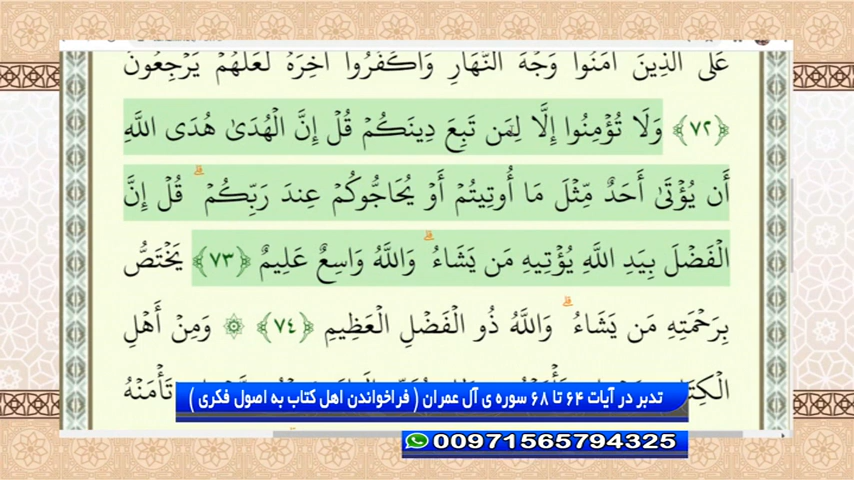 عَلَى الَّذِينَ آمَنُوا وَجْهَ النَّهَارِ وَاكْفُرُوا آخِرَهُ لَعَلَّهُمْ يَرْجِعُونَ
﴿٧٢﴾ وَلَا تُؤْمِنُوا إِلَّا لِمَن تَبِعَ دِينَكُمْ قُلْ إِنَّ الْهُدَىٰ هُدَى اللَّهِ
أَن يُؤْتَىٰ أَحَدٌ مِّثْلَ مَا أُوتِيتُمْ أَوْ يُحَاجُّوكُمْ عِندَ رَبِّكُمْ ۗ قُلْ إِنَّ
الْفَضْلَ بِيَدِ اللَّهِ يُؤْتِيهِ مَن يَشَاءُ ۗ وَاللَّهُ وَاسِعٌ عَلِيمٌ ﴿٧٣﴾ يَخْتَصُّ
بِرَحْمَتِهِ مَن يَشَاءُ ۗ وَاللَّهُ ذُو الْفَضْلِ الْعَظِيمِ ﴿٧٤﴾ ۞ وَمِنْ أَهْلِ
تَأْمَنْهُ
تدبر در آیات ۶۴ تا ۶۸ سوره ی آل عمران ( فراخواندن اهل کتاب به اصول فکری )
00971565794325